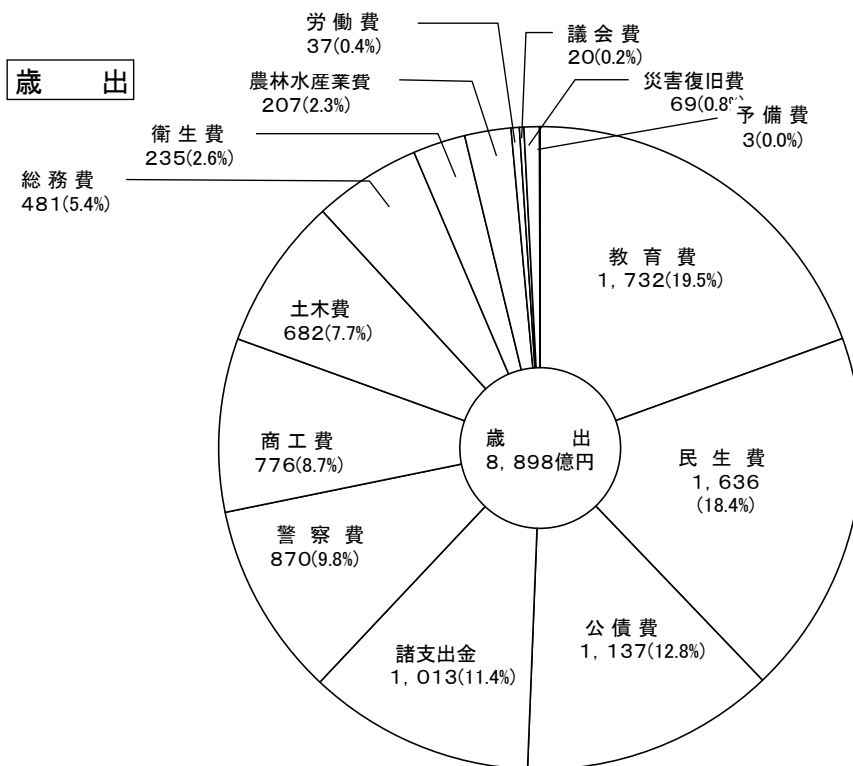 歳 出
労働費
37(0.4%)
議会費
20(0.2%)
農林水産業費
207(2.3%)
災害復旧費
69(0.8%)
予備費
3(0.0%)
衛生費
235(2.6%)
総務費
481(5.4%)
教育費
1,732(19.5%)
土木費
682(7.7%)
商工費
776(8.7%)
歳 出
8,898億円
民生費
1,636
(18.4%)
警察費
870(9.8%)
公債費
1,137(12.8%)
諸支出金
1,013(11.4%)